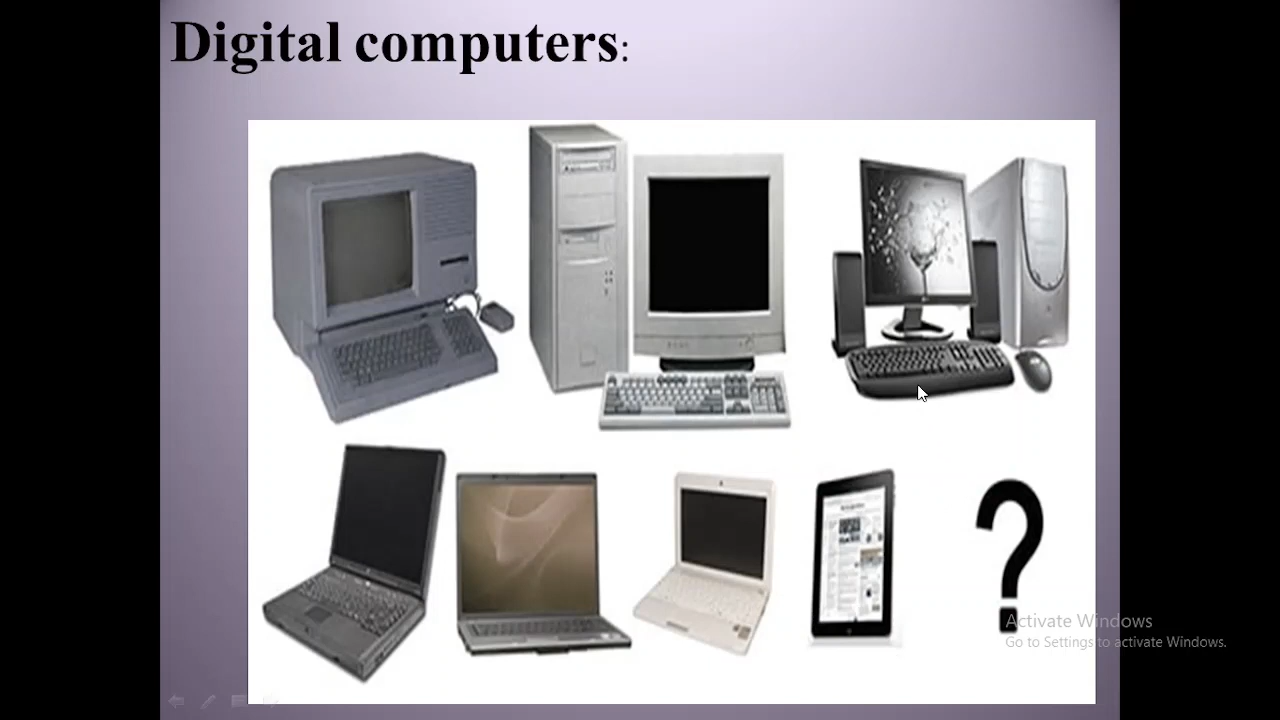 Digital computers:
?
Activate Windows
Go to Settings to activate Windows.